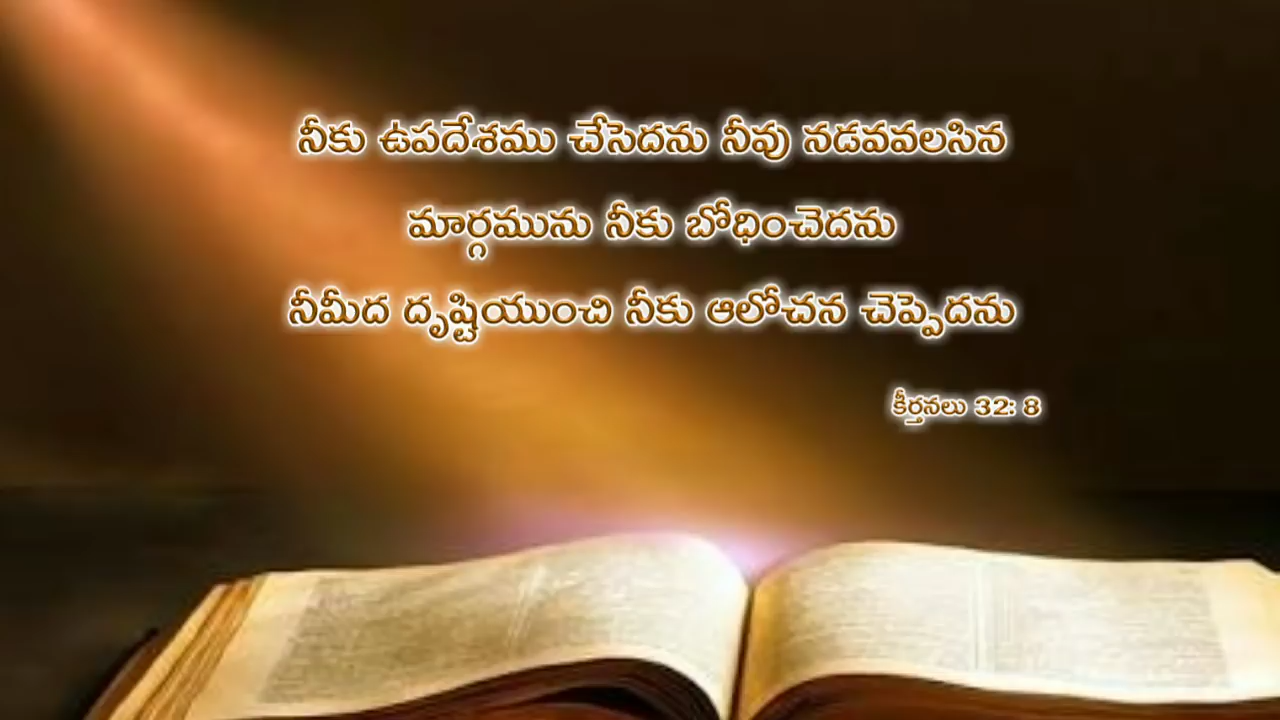 నీకు ఉపదేశము చేసెదను నీవు నడవవలసిన
మార్గమును నీకు బోధించెదను
నీమీద దృష్టియుంచి నీకు ఆలోచన చెప్పెదను
కీర్తనలు 32: 8